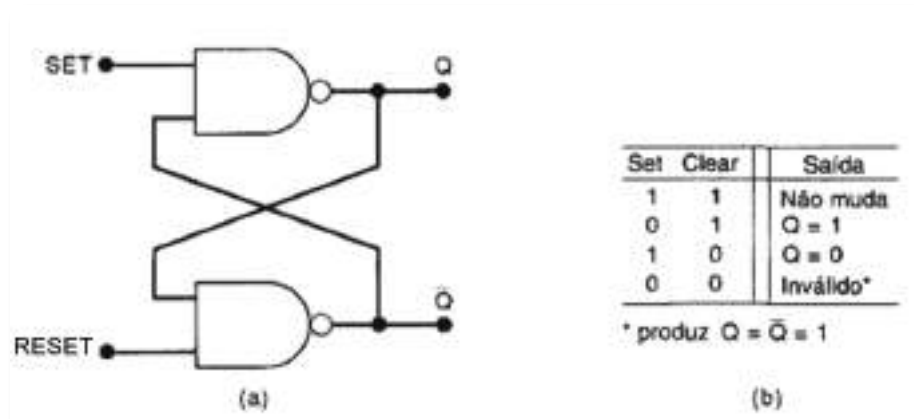 SET
Q
Q̅
RESET
(a)
Set Clear Saída
1 1 Não muda
0 1 Q = 1
1 0 Q = 0
0 0 Inválido*
* produz Q = Q̅ = 1
(b)